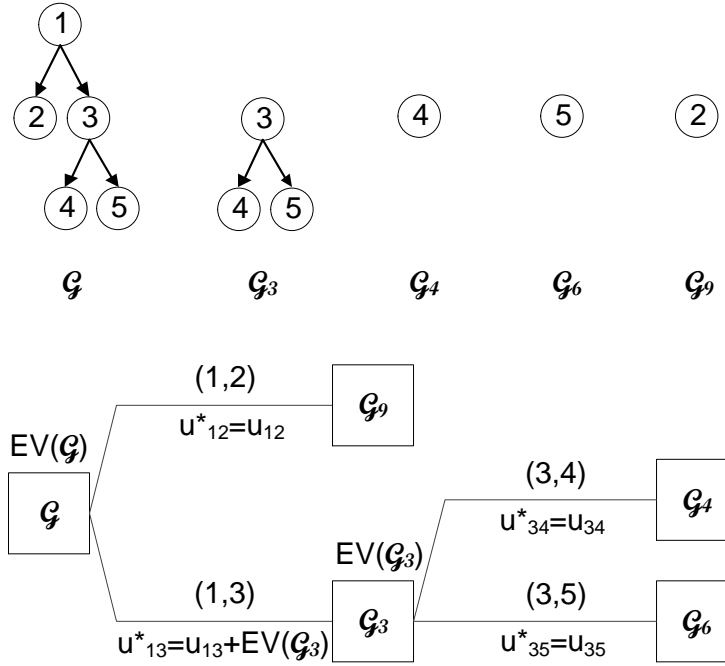 1
2 3 3 4 5 2
4 5 4 5
𝓖 𝓖₃ 𝓖₄ 𝓖₆ 𝓖₉
(1,2)
𝓖₉
u*₁₂=u₁₂
EV(𝓖)
(3,4)
𝓖
𝓖₄
u*₃₄=u₃₄
EV(𝓖₃)
(1,3)
(3,5)
𝓖₃
𝓖₆
u*₁₃=u₁₃+EV(𝓖₃)
u*₃₅=u₃₅